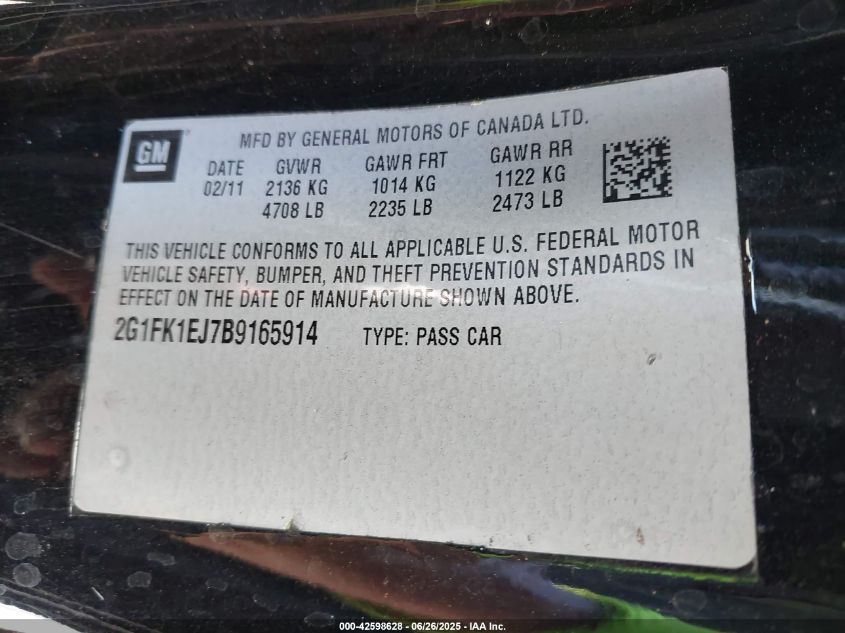 GM
MFD BY GENERAL MOTORS OF CANADA LTD.
DATE GVWR GAWR FRT GAWR RR
02/11 2136 KG 1014 KG 1122 KG
4708 LB 2235 LB 2473 LB
THIS VEHICLE CONFORMS TO ALL APPLICABLE U.S. FEDERAL MOTOR
VEHICLE SAFETY, BUMPER, AND THEFT PREVENTION STANDARDS IN
EFFECT ON THE DATE OF MANUFACTURE SHOWN ABOVE.
2G1FK1EJ7B9165914 TYPE: PASS CAR
000-42598628 - 06/26/2025 - IAA Inc.